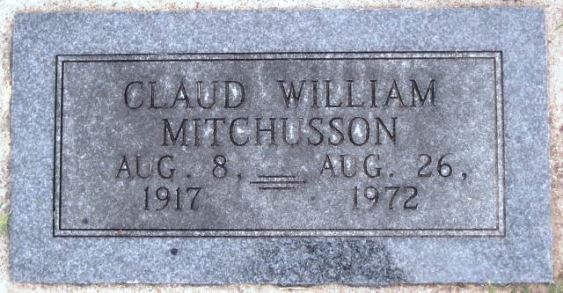 CLAUD WILLIAM
MITCHUSSON
AUG. 8, — AUG. 26,
1917 1972